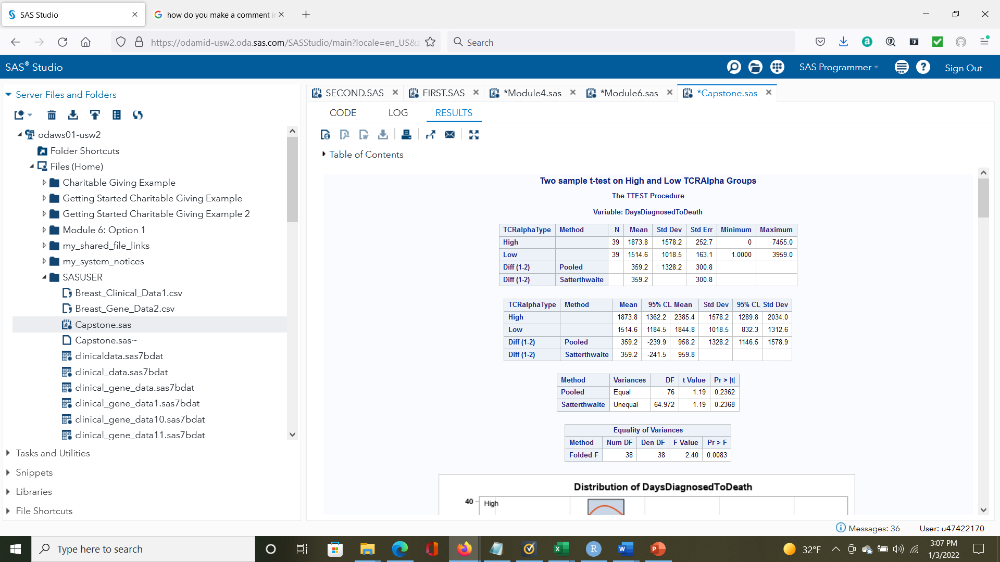 SAS Studio
how do you make a comment in
https://odamid-usw2.oda.sas.com/SASStudio/main?locale=en_US&z
Search
SAS® Studio
SAS Programmer
Sign Out
Server Files and Folders
odaws01-usw2
Folder Shortcuts
Files (Home)
Charitable Giving Example
Getting Started Charitable Giving Example
Getting Started Charitable Giving Example 2
Module 6: Option 1
my_shared_file_links
my_system_notices
SASUSER
Breast_Clinical_Data1.csv
Breast_Gene_Data2.csv
Capstone.sas
Capstone.sas~
clinicaldata.sas7bdat
clinical_data.sas7bdat
clinical_gene_data.sas7bdat
clinical_gene_data1.sas7bdat
clinical_gene_data10.sas7bdat
clinical_gene_data11.sas7bdat
Tasks and Utilities
Snippets
Libraries
File Shortcuts
SECOND.SAS FIRST.SAS *Module4.sas *Module6.sas *Capstone.sas
CODE LOG RESULTS
Table of Contents
Two sample t-test on High and Low TCRAlpha Groups
The TTEST Procedure
Variable: DaysDiagnosedToDeath
TCRalphaType Method N Mean Std Dev Std Err Minimum Maximum
High 39 1873.8 1578.2 252.7 0 7455.0
Low 39 1514.6 1018.5 163.1 1.0000 3959.0
Diff (1-2) Pooled 359.2 1328.2 300.8
Diff (1-2) Satterthwaite 359.2 300.8
TCRalphaType Method Mean 95% CL Mean Std Dev 95% CL Std Dev
High 1873.8 1362.2 2385.4 1578.2 1289.8 2034.0
Low 1514.6 1184.5 1844.8 1018.5 832.3 1312.6
Diff (1-2) Pooled 359.2 -239.9 958.2 1328.2 1146.5 1578.9
Diff (1-2) Satterthwaite 359.2 -241.5 959.8
Method Variances DF t Value Pr > |t|
Pooled Equal 76 1.19 0.2362
Satterthwaite Unequal 64.972 1.19 0.2368
Equality of Variances
Method Num DF Den DF F Value Pr > F
Folded F 38 38 2.40 0.0083
Distribution of DaysDiagnosedToDeath
40 High
Messages: 36 User: u47422170
Type here to search
32°F
3:07 PM
1/3/2022